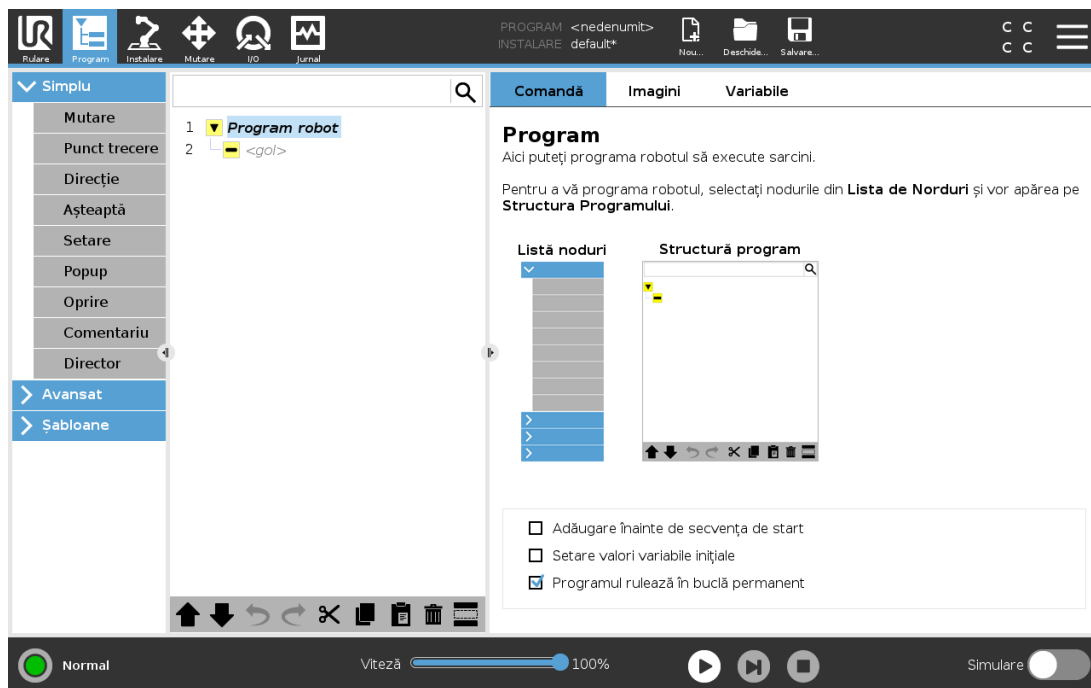 UR
Rulare
Program
Instalare
Mutare
I/O
Jurnal
PROGRAM <nedenumit>
INSTALARE default*
Nou...
Deschide...
Salvare...
C C
C C
Simplu
Mutare
Punct trecere
Direcție
Așteaptă
Setare
Popup
Oprire
Comentariu
Director
Avansat
Șabloane
1 Program robot
2 <gol>
Comandă Imagini Variabile
Program
Aici puteți programa robotul să execute sarcini.
Pentru a vă programa robotul, selectați nodurile din Lista de Norduri și vor apărea pe
Structura Programului.
Listă noduri Structură program
Adăugare înainte de secvența de start
Setare valori variabile inițiale
Programul rulează în buclă permanent
Normal
Viteză 100%
Simulare